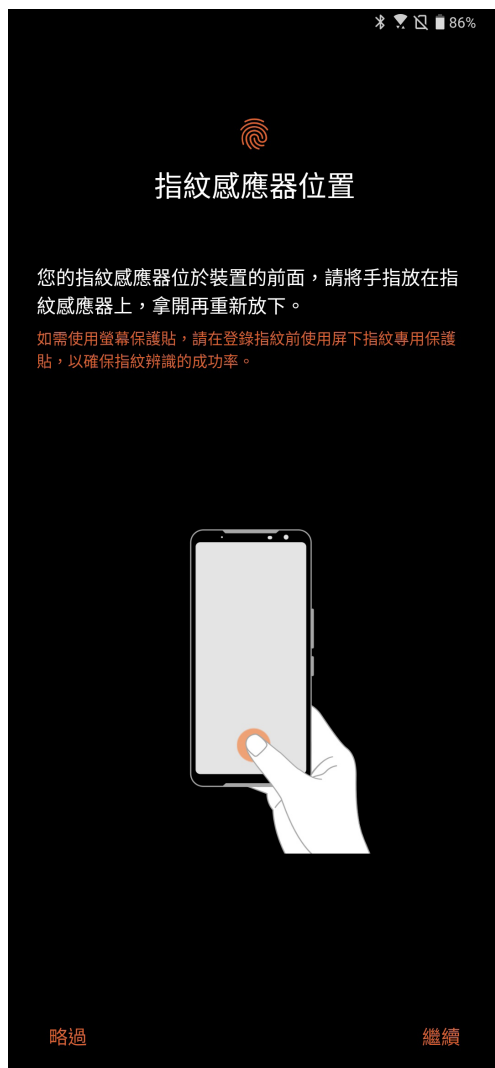 86%
指紋感應器位置
您的指紋感應器位於裝置的前面，請將手指放在指
紋感應器上，拿開再重新放下。
如需使用螢幕保護貼，請在登錄指紋前使用屏下指紋專用保護
貼，以確保指紋辨識的成功率。
略過
繼續